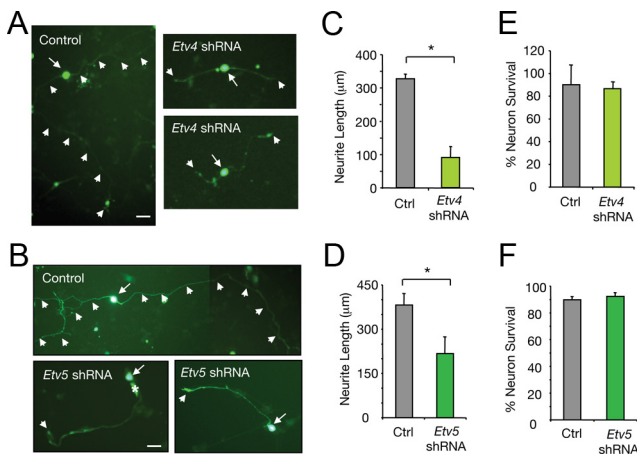 A
Control
Etv4 shRNA
Etv4 shRNA
B
Control
Etv5 shRNA
Etv5 shRNA
C
Neurite Length (μm)
400
300
200
100
0
*
Ctrl
Etv4
shRNA
D
Neurite Length (μm)
450
300
150
0
*
Ctrl
Etv5
shRNA
E
% Neuron Survival
120
100
80
60
40
20
0
Ctrl
Etv4
shRNA
F
% Neuron Survival
100
80
60
40
20
0
Ctrl
Etv5
shRNA